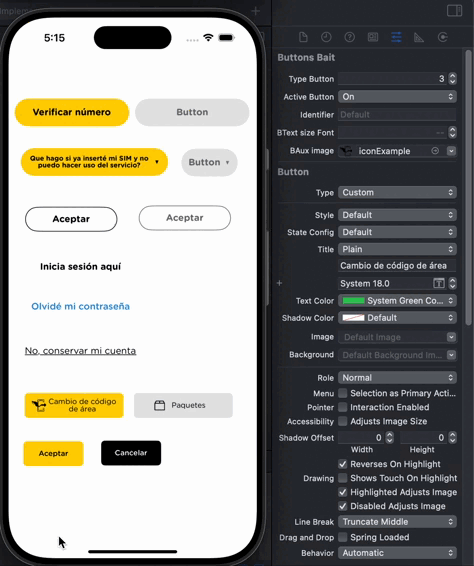 Impleme
5:15
Verificar número
Button
Que hago si ya inserté mi SIM y no
puedo hacer uso del servicio?
Button
Aceptar
Aceptar
Inicia sesión aquí
Olvidé mi contraseña
No, conservar mi cuenta
Cambio de código
de área
Paquetes
Aceptar
Cancelar
Buttons Bait
Type Button 3
Active Button On
Identifier Default
BText size Font --
BAux image iconExample
Button
Type Custom
Style Default
State Config Default
Title Plain
Cambio de código de área
System 18.0
Text Color System Green Co...
Shadow Color Default
Image Default Image
Background Default Background Im...
Role Normal
Menu Selection as Primary Acti...
Pointer Interaction Enabled
Accessibility Adjusts Image Size
Shadow Offset 0 0
Width Height
Reverses On Highlight
Drawing Shows Touch On Highlight
Highlighted Adjusts Image
Disabled Adjusts Image
Line Break Truncate Middle
Drag and Drop Spring Loaded
Behavior Automatic